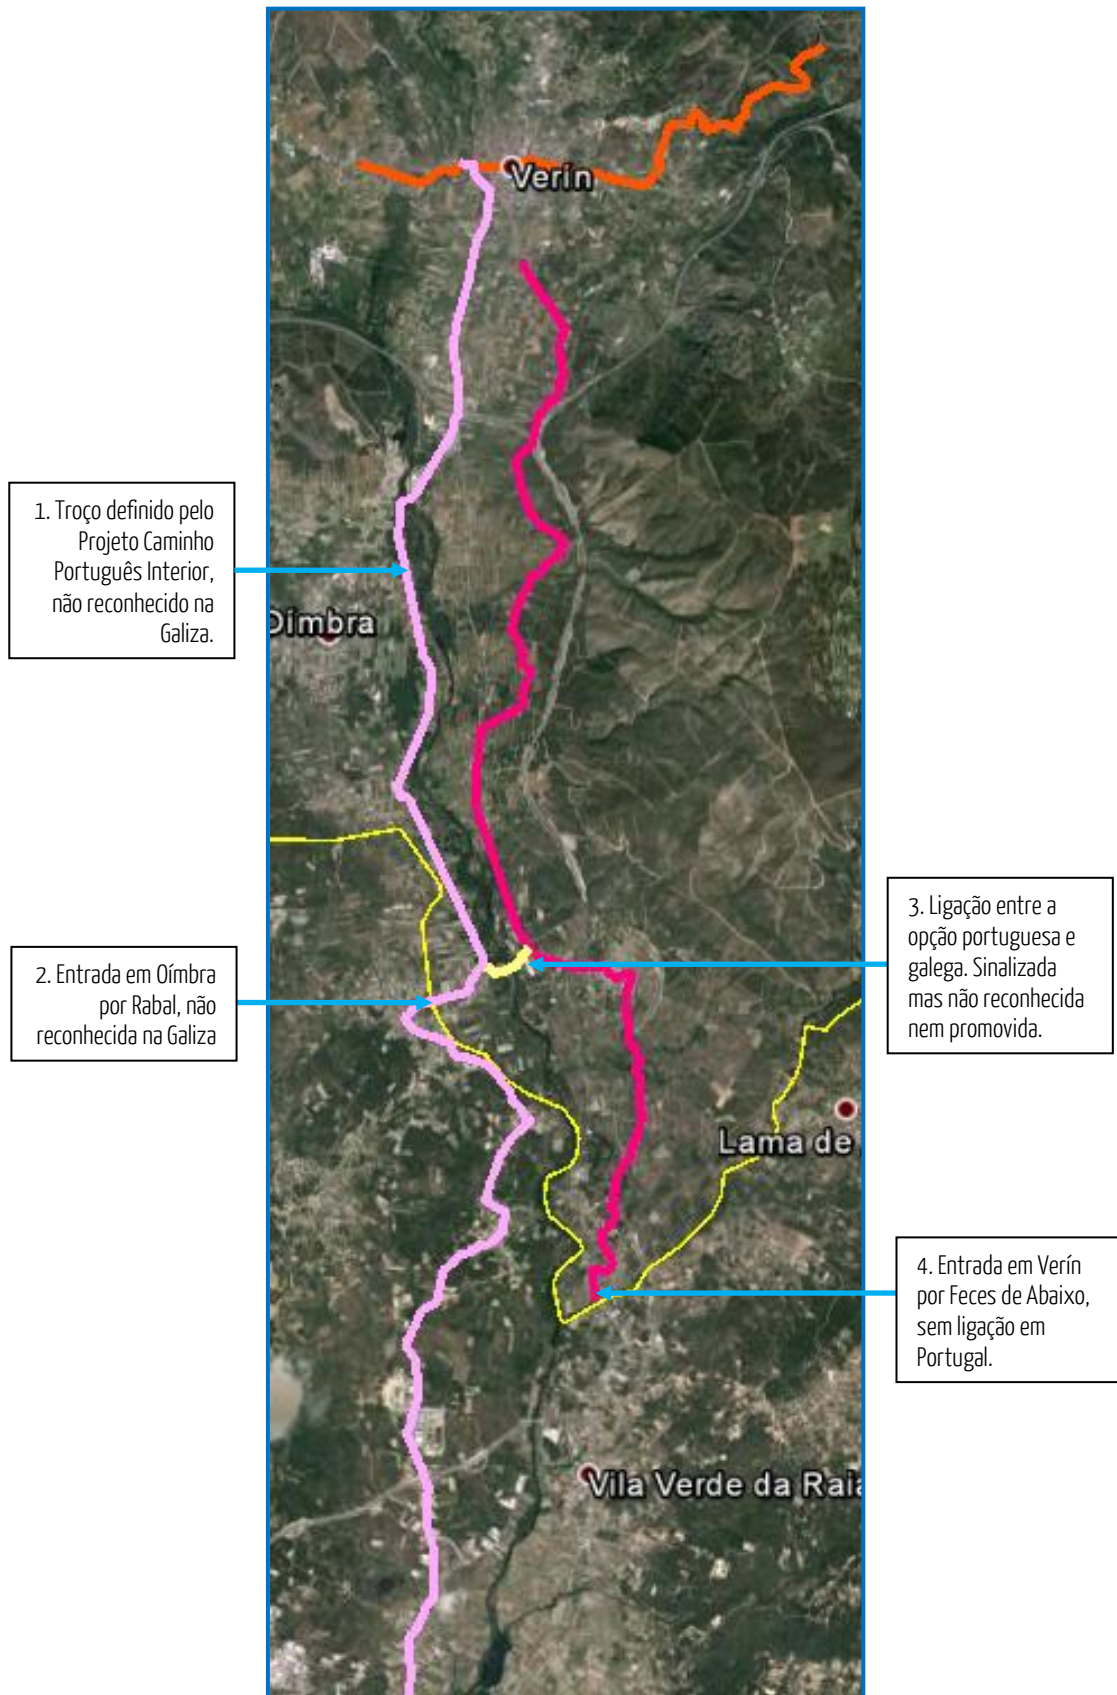 Verín
1. Troço definido pelo
Projeto Caminho
Português Interior,
não reconhecido na
Galiza.
Oímbra
3. Ligação entre a
opção portuguesa e
galega. Sinalizada
mas não reconhecida
nem promovida.
2. Entrada em Oímbra
por Rabal, não
reconhecida na Galiza
Lama de
4. Entrada em Verín
por Feces de Abaixo,
sem ligação em
Portugal.
Vila Verde da Raia